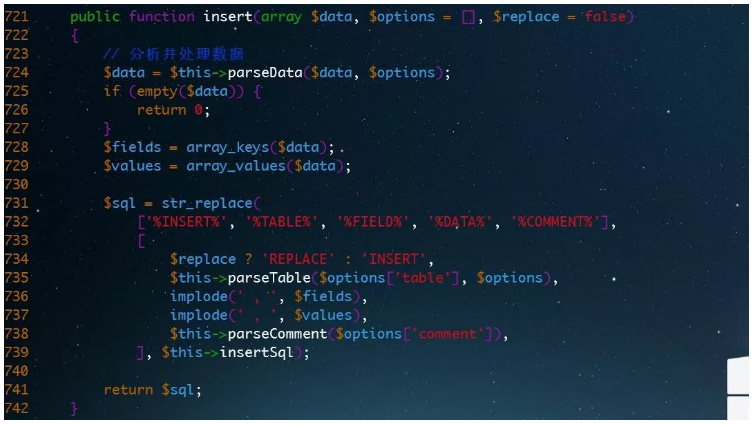 721 public function insert(array $data, $options = [], $replace = false)
722 {
723 // 分析并处理数据
724 $data = $this->parseData($data, $options);
725 if (empty($data)) {
726 return 0;
727 }
728 $fields = array_keys($data);
729 $values = array_values($data);
730
731 $sql = str_replace(
732 ['%INSERT%', '%TABLE%', '%FIELD%', '%DATA%', '%COMMENT%'],
733 [
734 $replace ? 'REPLACE' : 'INSERT',
735 $this->parseTable($options['table'], $options),
736 implode(' , ', $fields),
737 implode(' , ', $values),
738 $this->parseComment($options['comment']),
739 ], $this->insertSql);
740
741 return $sql;
742 }